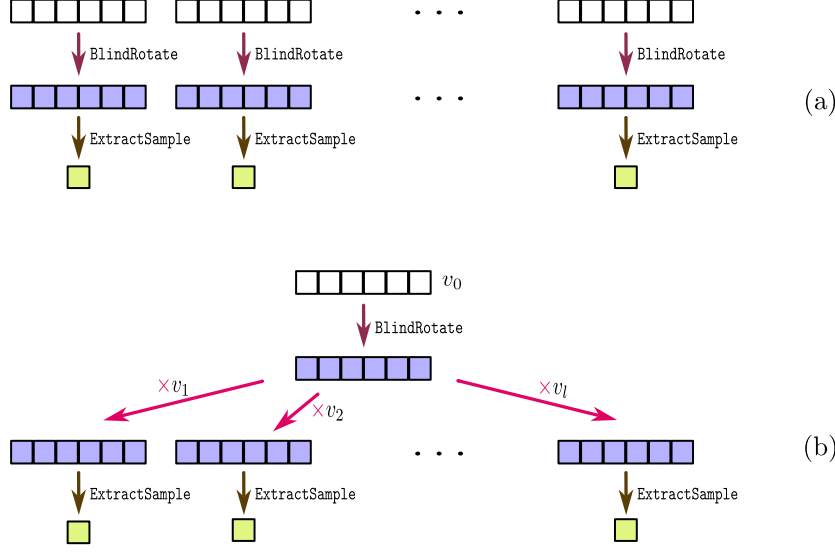 . . .
BlindRotate BlindRotate BlindRotate
. . . (a)
ExtractSample ExtractSample ExtractSample
v₀
BlindRotate
×v₁ ×v₂ ×vₗ
. . . (b)
ExtractSample ExtractSample ExtractSample